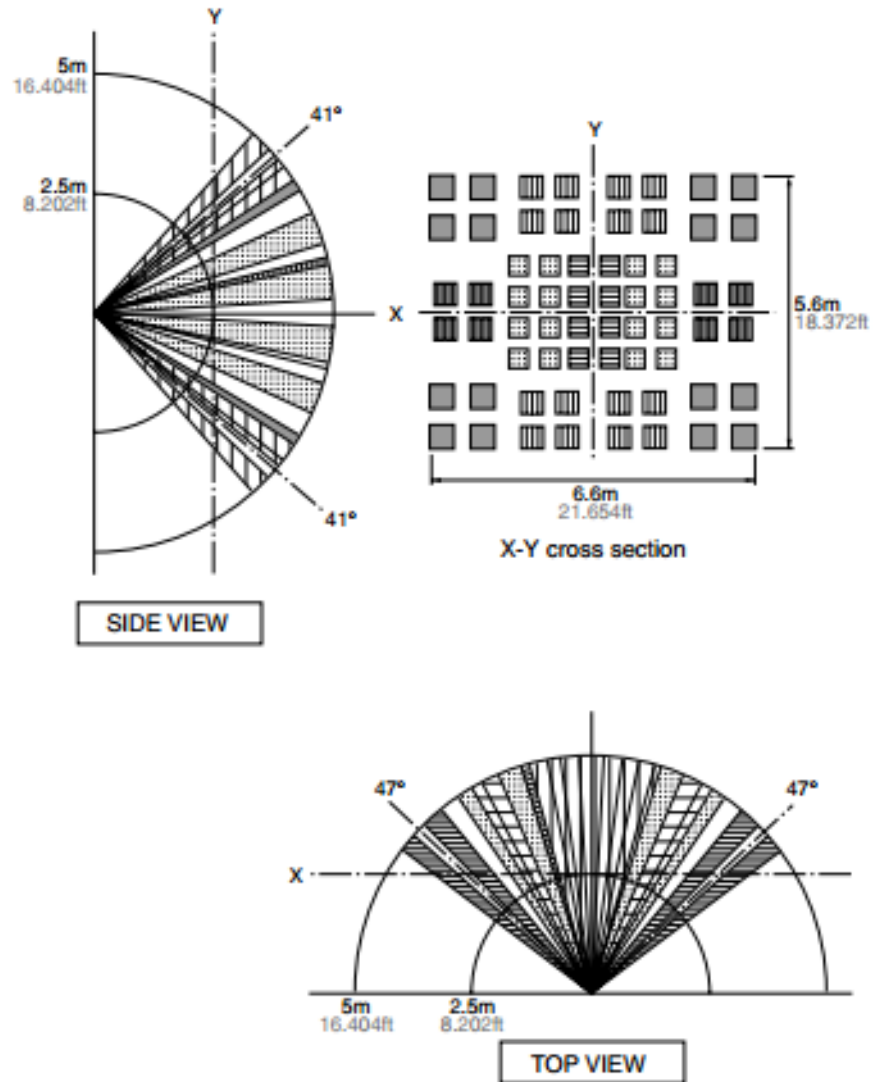 Y
5m
16.404ft
41°
2.5m
8.202ft
X
41°
SIDE VIEW
Y
5.6m
18.372ft
6.6m
21.654ft
X-Y cross section
47°
47°
X
5m
16.404ft
2.5m
8.202ft
TOP VIEW